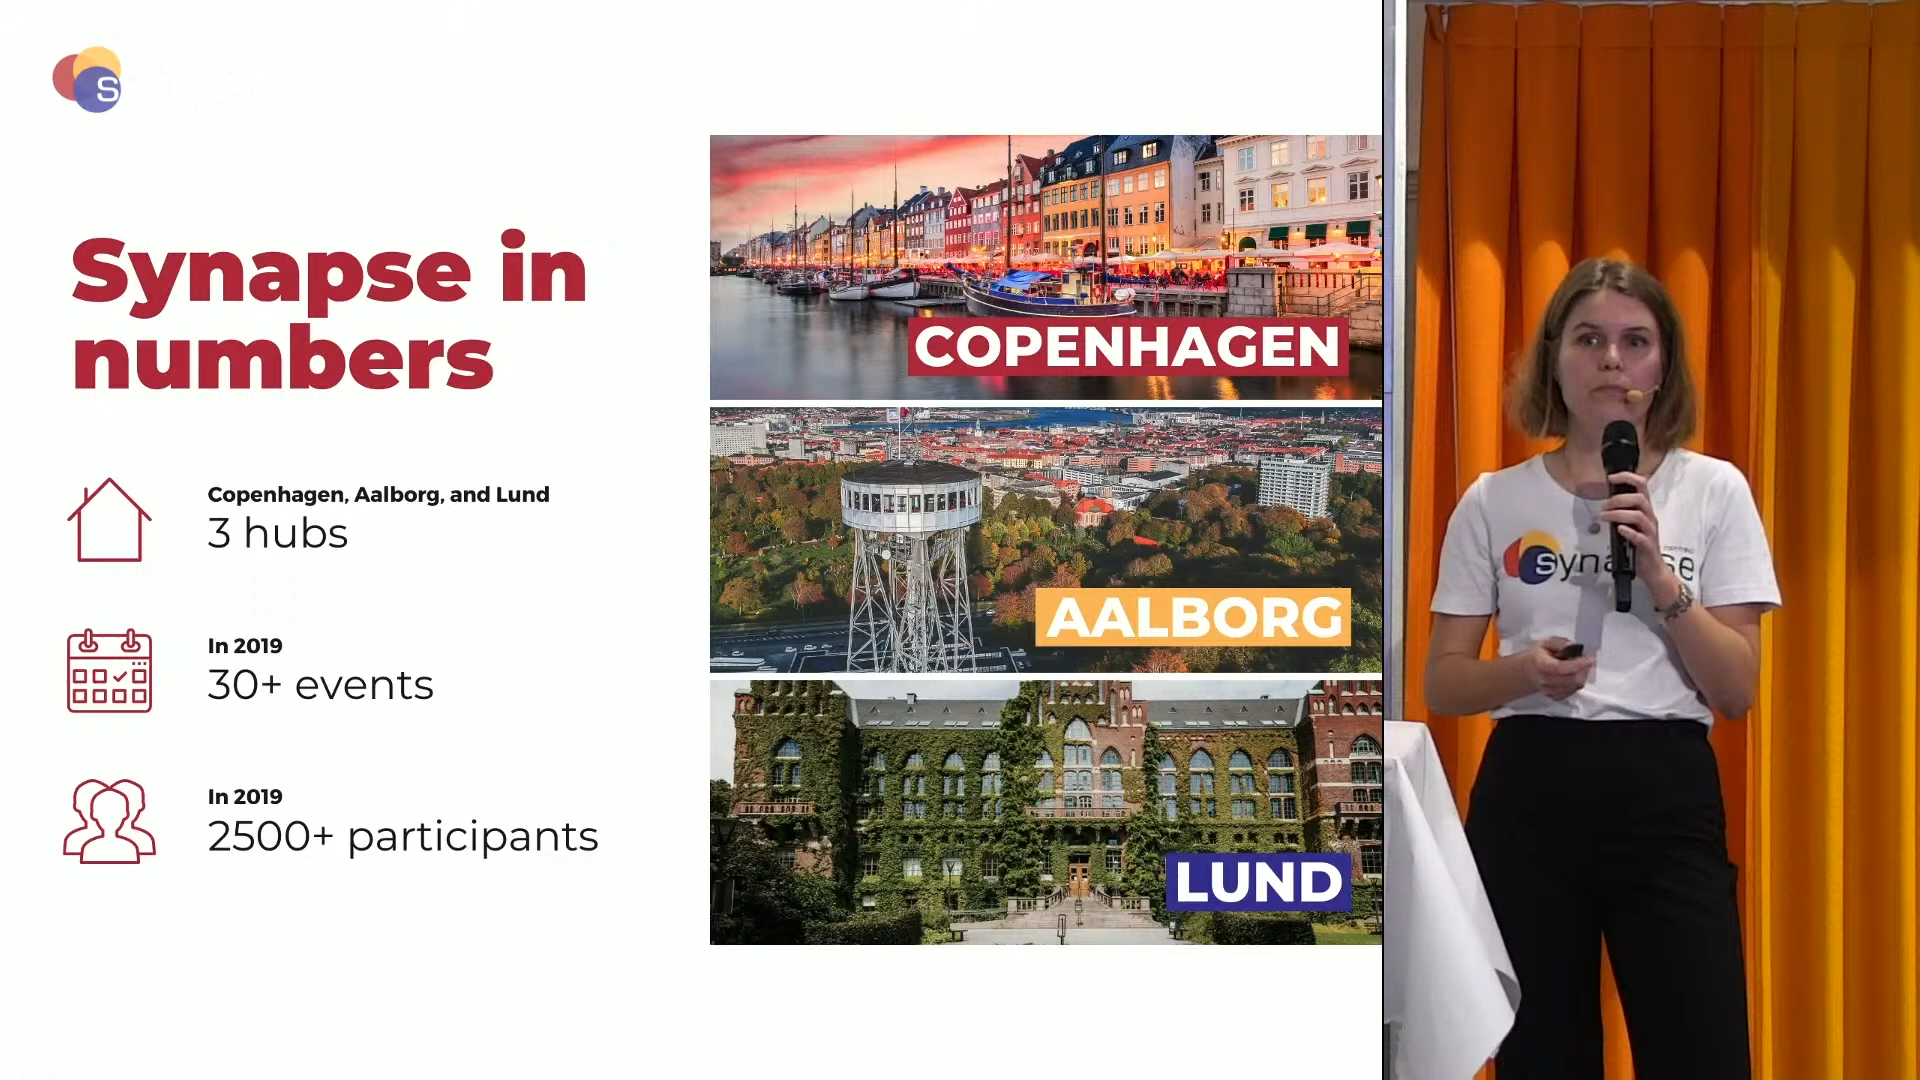 S
Synapse in
numbers
Copenhagen, Aalborg, and Lund
3 hubs
In 2019
30+ events
In 2019
2500+ participants
COPENHAGEN
AALBORG
LUND
synapse